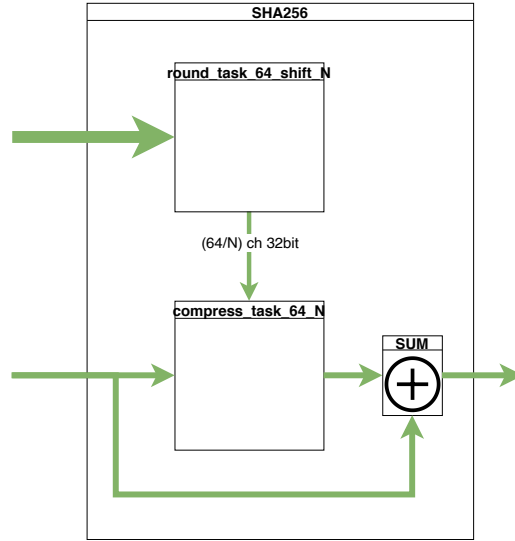 SHA256
round_task_64_shift_N
(64/N) ch 32bit
compress_task_64_N
SUM